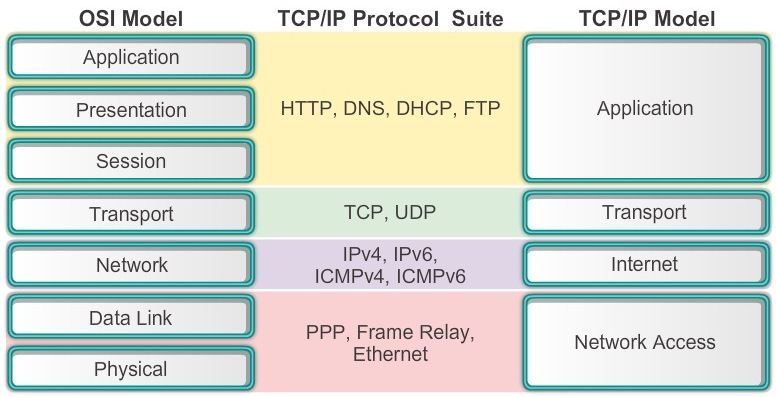 OSI Model
TCP/IP Protocol Suite
TCP/IP Model
Application
Presentation
Session
HTTP, DNS, DHCP, FTP
Application
Transport
TCP, UDP
Transport
Network
IPv4, IPv6,
ICMPv4, ICMPv6
Internet
Data Link
Physical
PPP, Frame Relay,
Ethernet
Network Access